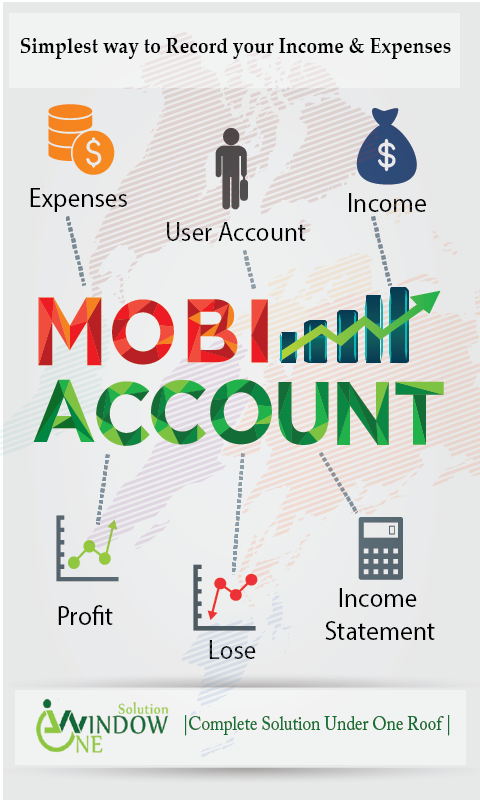 Simplest way to Record your Income & Expenses
$
$
Expenses
User Account
Income
MOBI
ACCOUNT
Profit
Lose
Income
Statement
Solution
WINDOW
ONE
|Complete Solution Under One Roof|